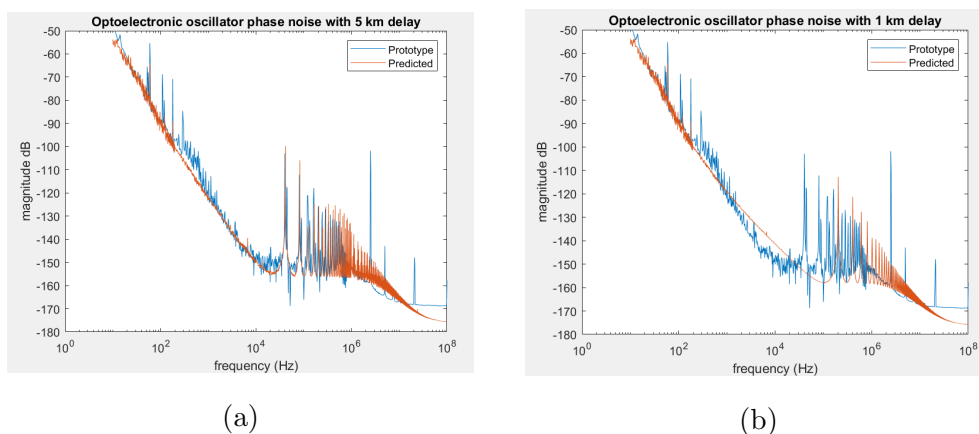 Optoelectronic oscillator phase noise with 5 km delay
-50
-60
-70
-80
-90
-100
-110
-120
-130
-140
-150
-160
-170
-180
magnitude dB
Prototype
Predicted
10^0 10^2 10^4 10^6 10^8
frequency (Hz)
(a)
Optoelectronic oscillator phase noise with 1 km delay
-50
-60
-70
-80
-90
-100
-110
-120
-130
-140
-150
-160
-170
-180
magnitude dB
Prototype
Predicted
10^0 10^2 10^4 10^6 10^8
frequency (Hz)
(b)